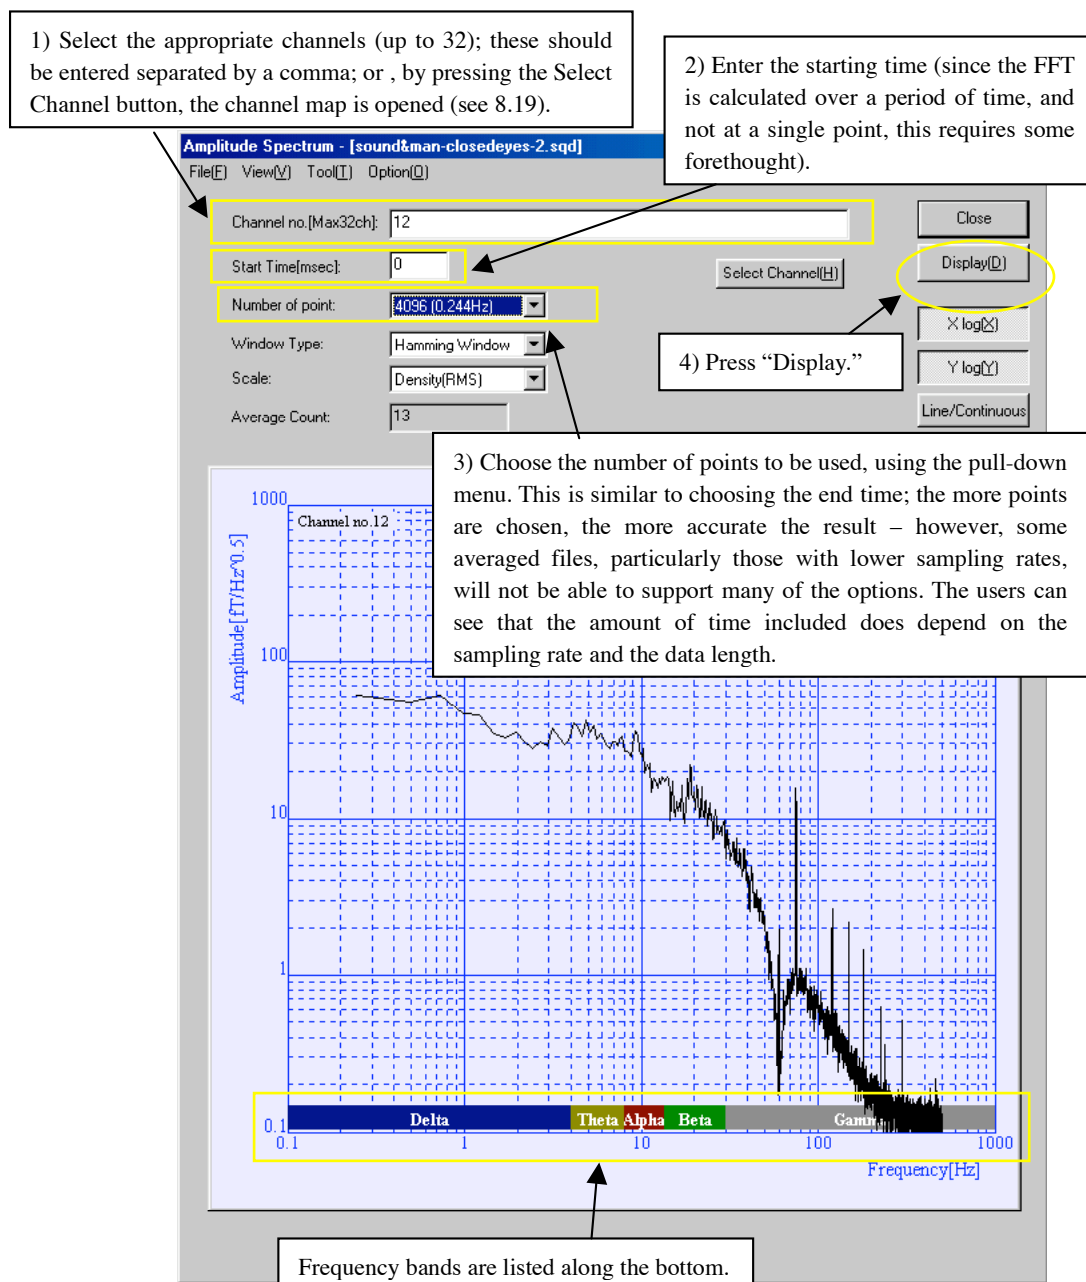 1) Select the appropriate channels (up to 32); these should
be entered separated by a comma; or , by pressing the Select
Channel button, the channel map is opened (see 8.19).
2) Enter the starting time (since the FFT
is calculated over a period of time, and
not at a single point, this requires some
forethought).
Amplitude Spectrum - [sound&man-closedeyes-2.sqd]
File(F) View(V) Tool(T) Option(O)
Channel no.[Max32ch]: 12
Close
Start Time[msec]: 0
Select Channel(H)
Display(D)
Number of point: 4096 (0.244Hz)
X log(X)
Window Type: Hamming Window
4) Press “Display.”
Y log(Y)
Scale: Density(RMS)
Average Count: 13
Line/Continuous
3) Choose the number of points to be used, using the pull-down
menu. This is similar to choosing the end time; the more points
are chosen, the more accurate the result – however, some
averaged files, particularly those with lower sampling rates,
will not be able to support many of the options. The users can
see that the amount of time included does depend on the
sampling rate and the data length.
Channel no.12
Amplitude[fT/Hz^0.5]
1000
100
10
1
0.1
Delta Theta Alpha Beta
0.1 1 10 100 1000
Frequency[Hz]
Frequency bands are listed along the bottom.